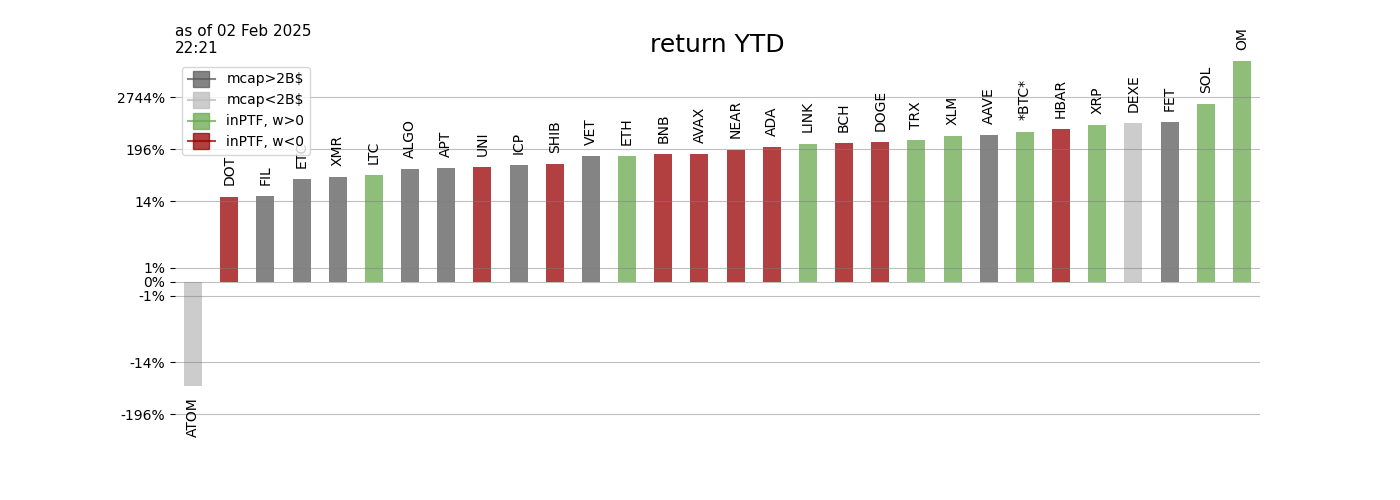 as of 02 Feb 2025
22:21
return YTD
mcap>2B$
mcap<2B$
inPTF, w>0
inPTF, w<0
2744%
196%
14%
1%
0%
-1%
-14%
-196%
ATOM
DOT
FIL
XMR
LTC
ALGO
APT
UNI
ICP
SHIB
VET
ETH
BNB
AVAX
NEAR
ADA
LINK
BCH
DOGE
TRX
XLM
AAVE
*BTC*
HBAR
XRP
DEXE
FET
SOL
OM